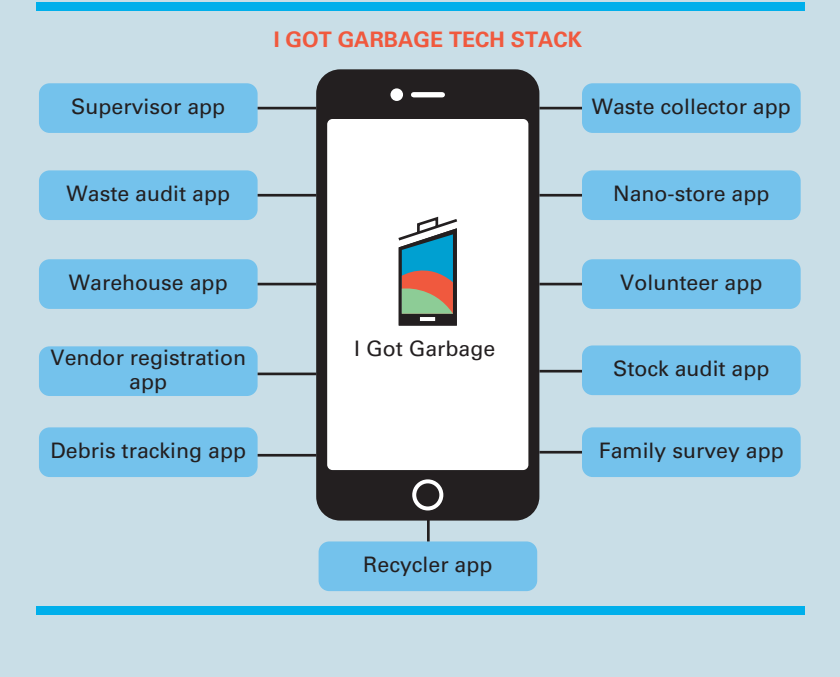 I GOT GARBAGE TECH STACK
Supervisor app
Waste audit app
Warehouse app
Vendor registration
app
Debris tracking app
I Got Garbage
Waste collector app
Nano-store app
Volunteer app
Stock audit app
Family survey app
Recycler app